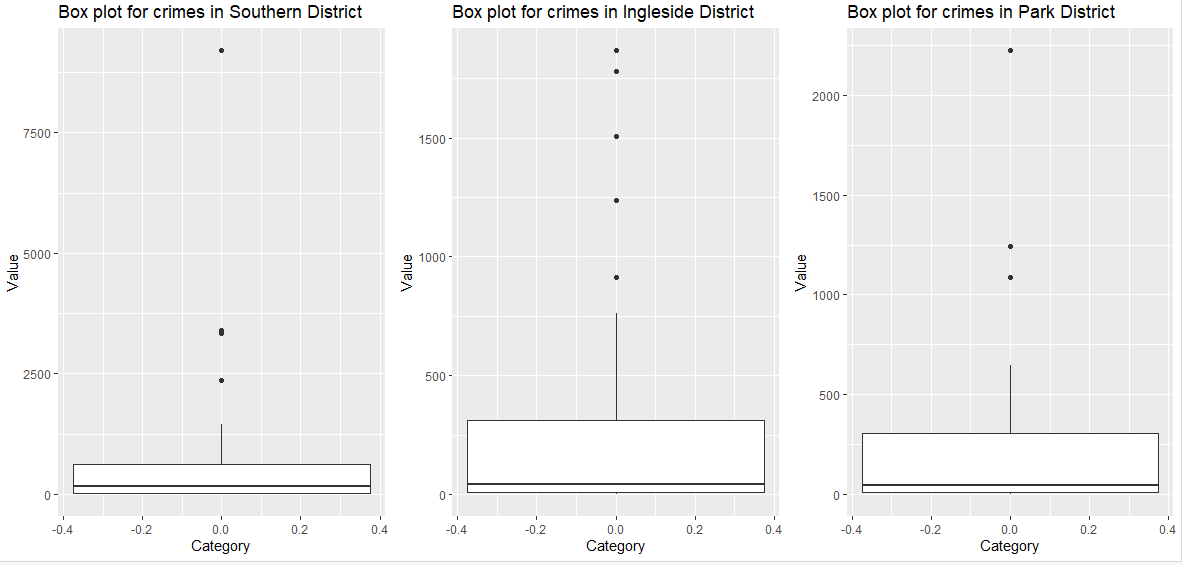 Box plot for crimes in Southern District
Value
7500
5000
2500
0
-0.4 -0.2 0.0 0.2 0.4
Category
Box plot for crimes in Ingleside District
Value
1500
1000
500
0
-0.4 -0.2 0.0 0.2 0.4
Category
Box plot for crimes in Park District
Value
2000
1500
1000
500
0
-0.4 -0.2 0.0 0.2 0.4
Category